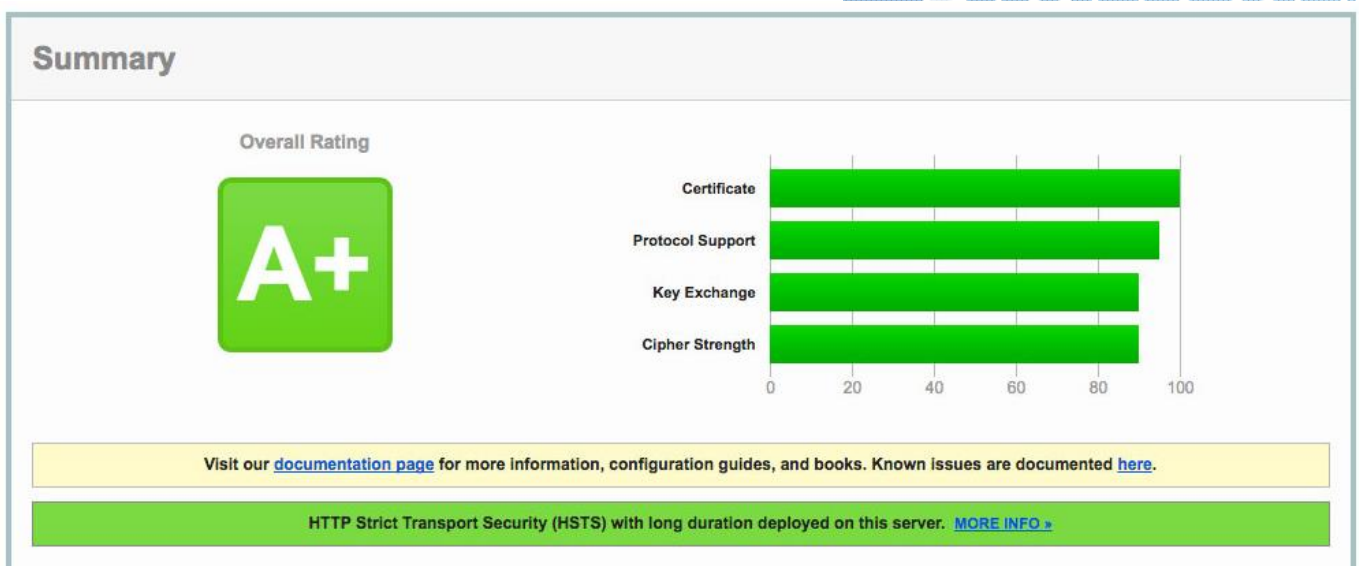 Summary
Overall Rating
A+
Certificate
Protocol Support
Key Exchange
Cipher Strength
0 20 40 60 80 100
Visit our documentation page for more information, configuration guides, and books. Known issues are documented here.
HTTP Strict Transport Security (HSTS) with long duration deployed on this server. MORE INFO »